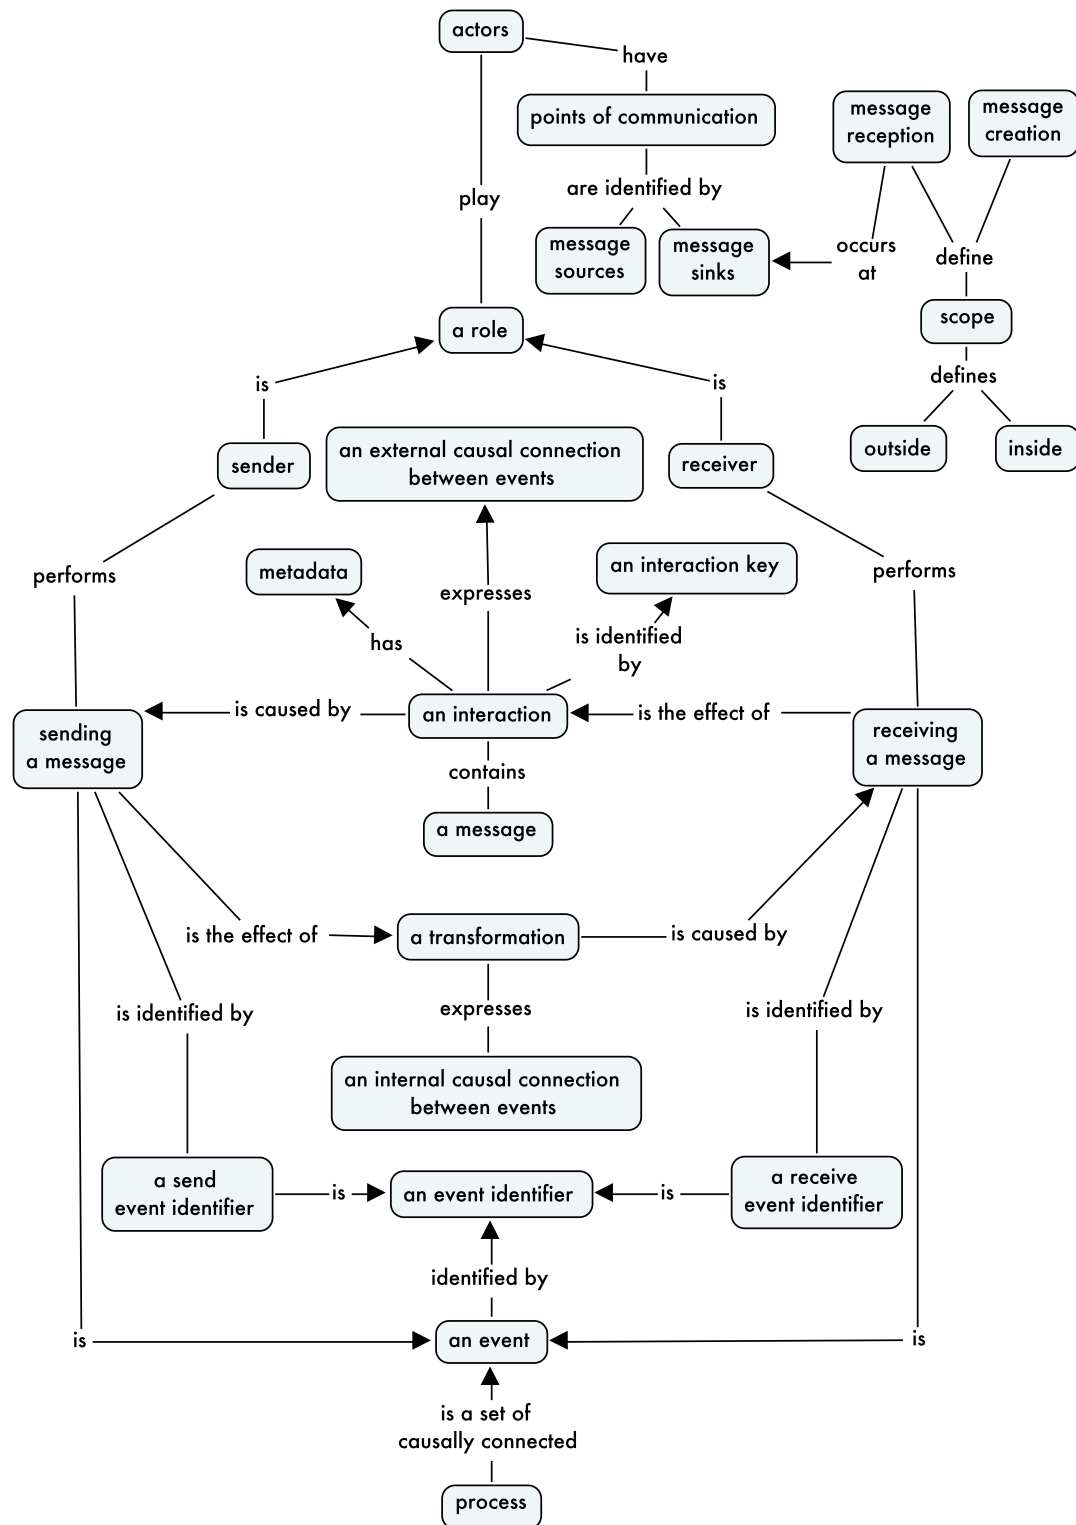 actors
have
points of communication
message
reception
message
creation
play
are identified by
message
sources
message
sinks
occurs
at
define
scope
a role
is
is
defines
outside
inside
sender
an external causal connection
between events
receiver
performs
metadata
expresses
an interaction key
performs
has
is identified
by
sending
a message
is caused by
an interaction
is the effect of
receiving
a message
contains
a message
is the effect of
a transformation
is caused by
is identified by
expresses
is identified by
an internal causal connection
between events
a send
event identifier
is
an event identifier
is
a receive
event identifier
identified by
is
an event
is
is a set of
causally connected
process